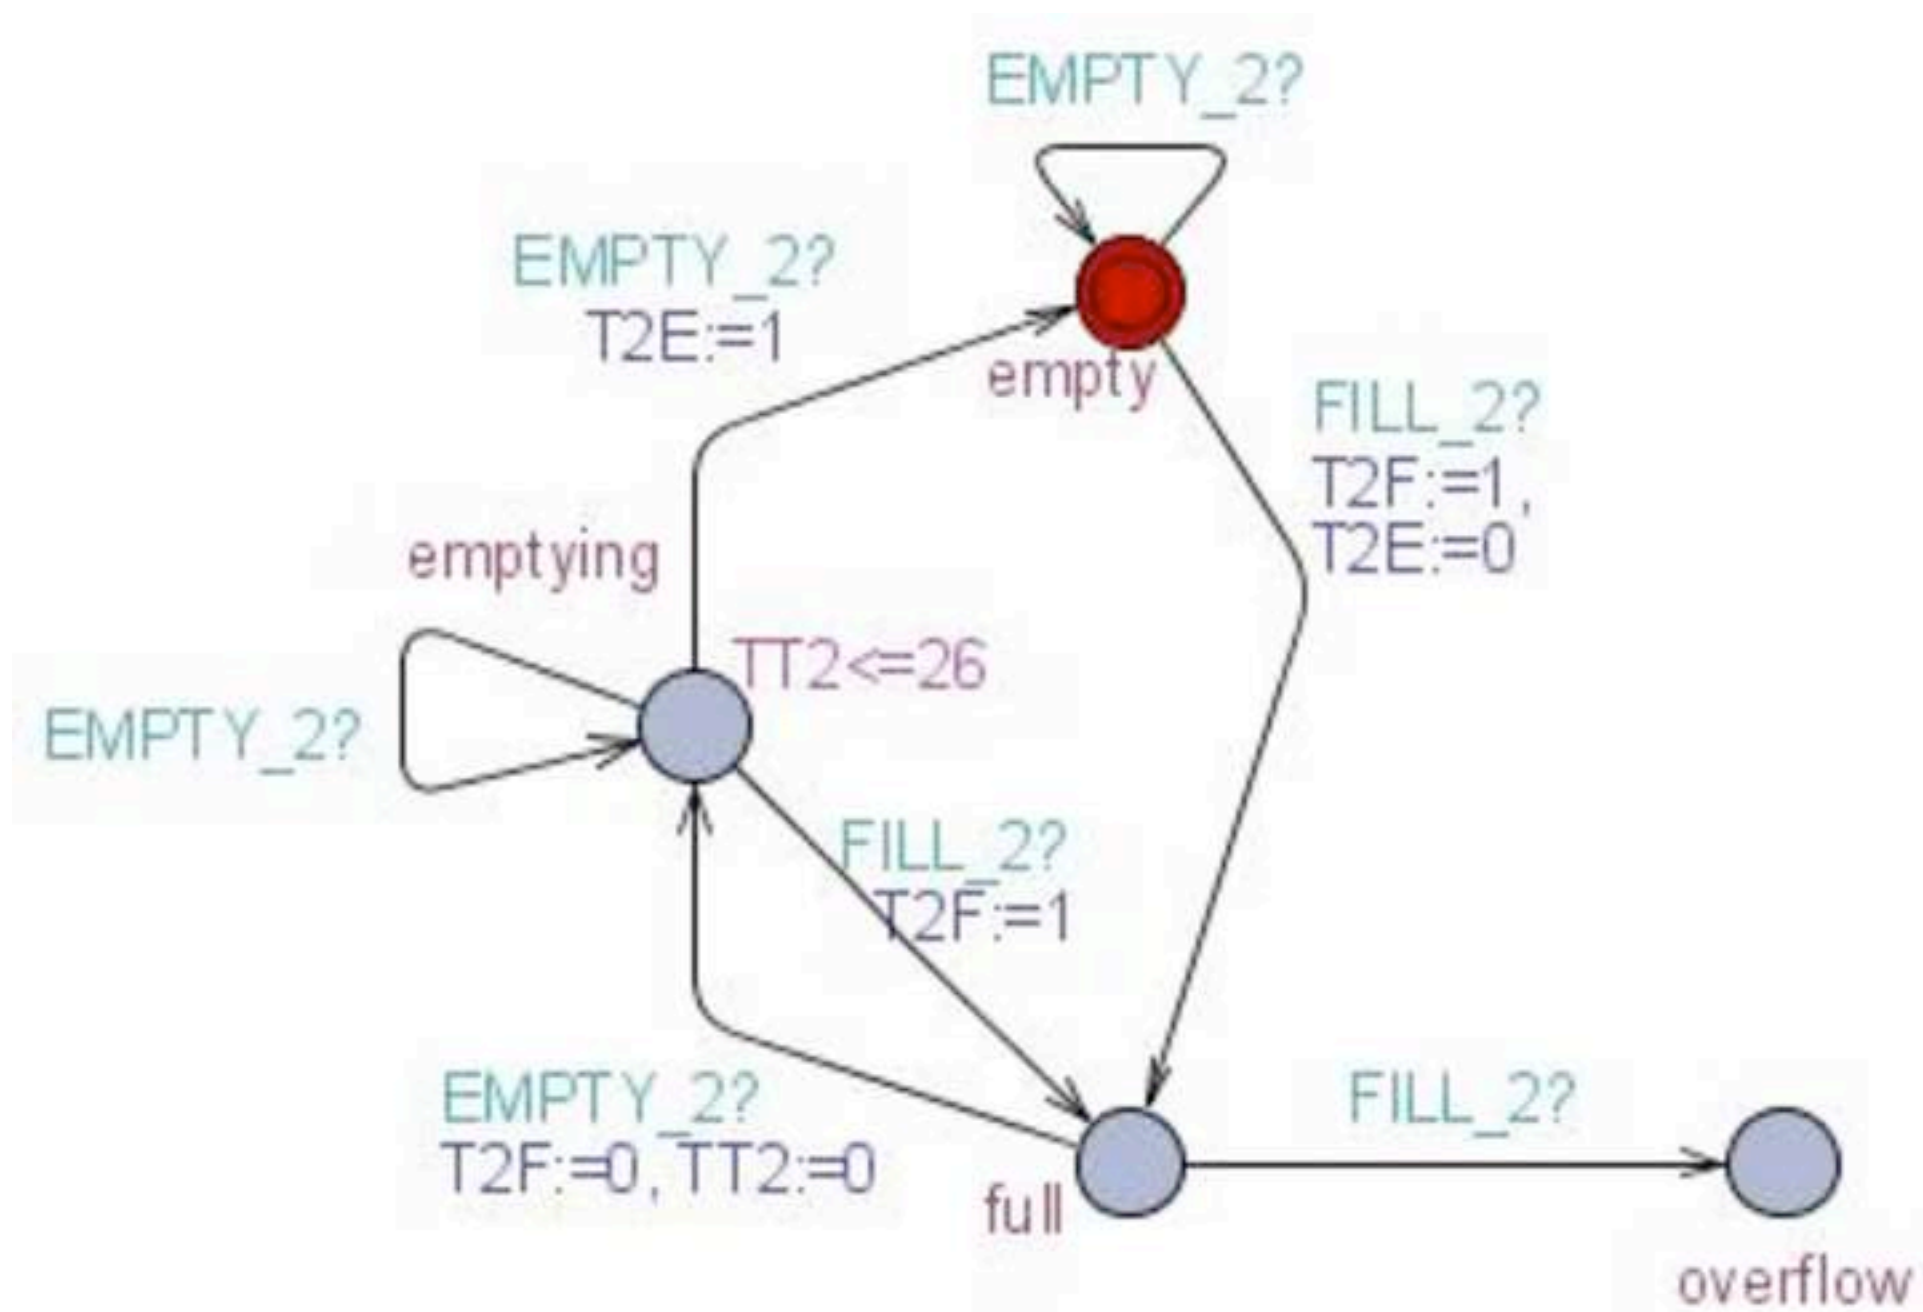 EMPTY_2?
EMPTY_2?
T2E:=1
empty
FILL_2?
T2F:=1,
T2E:=0
emptying
TT2<=26
EMPTY_2?
FILL_2?
T2F:=1
EMPTY_2?
T2F:=0, TT2:=0
full
FILL_2?
overflow